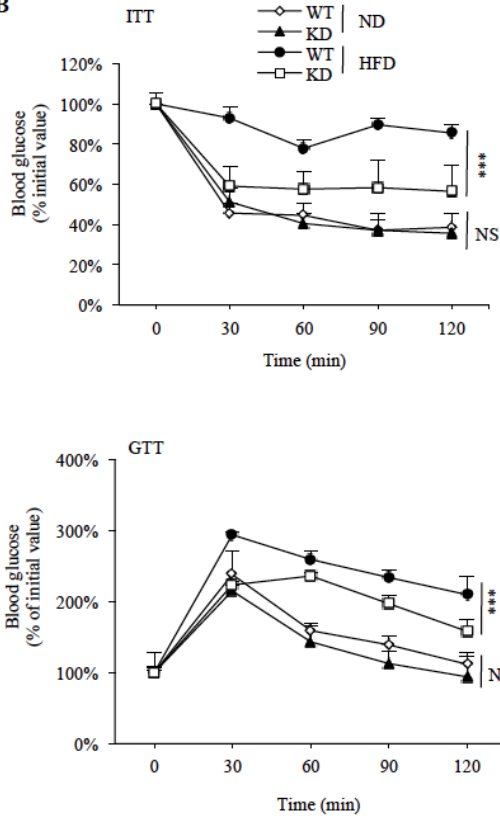 B
ITT
WT
KD
ND
WT
KD
HFD
Blood glucose
(% initial value)
120%
100%
80%
60%
40%
20%
0%
***
NS
0 30 60 90 120
Time (min)
GTT
Blood glucose
(% of initial value)
400%
300%
200%
100%
0%
***
N
0 30 60 90 120
Time (min)